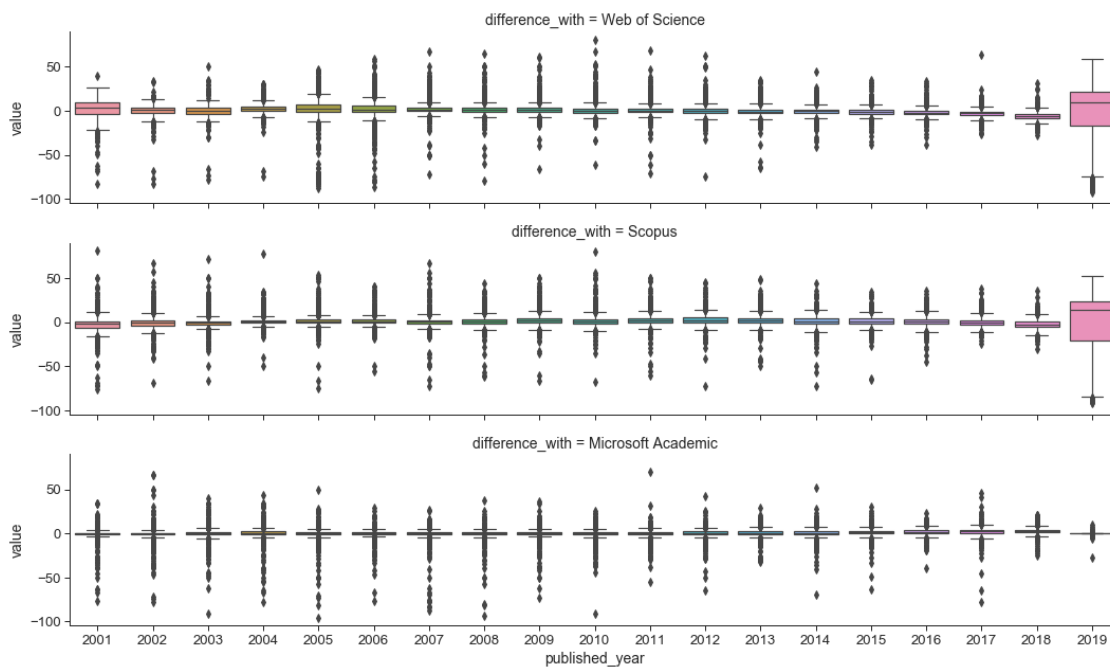 difference_with = Web of Science
50
0
−50
−100
value
difference_with = Scopus
50
0
−50
−100
value
difference_with = Microsoft Academic
50
0
−50
−100
value
2001 2002 2003 2004 2005 2006 2007 2008 2009 2010 2011 2012 2013 2014 2015 2016 2017 2018 2019
published_year